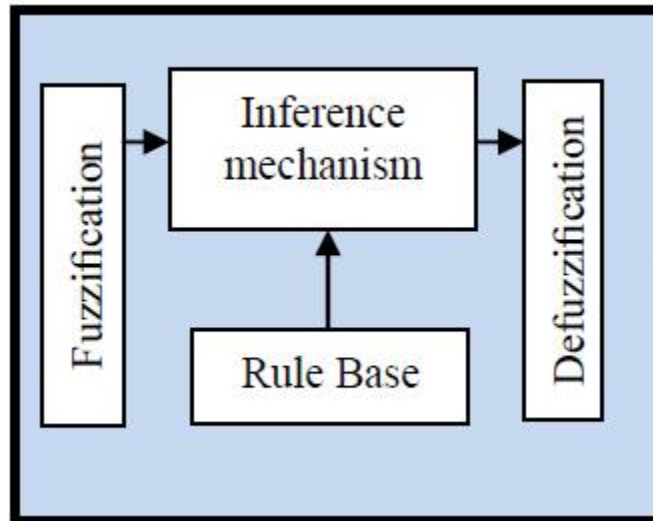 Fuzzification
Inference
mechanism
Rule Base
Defuzzification